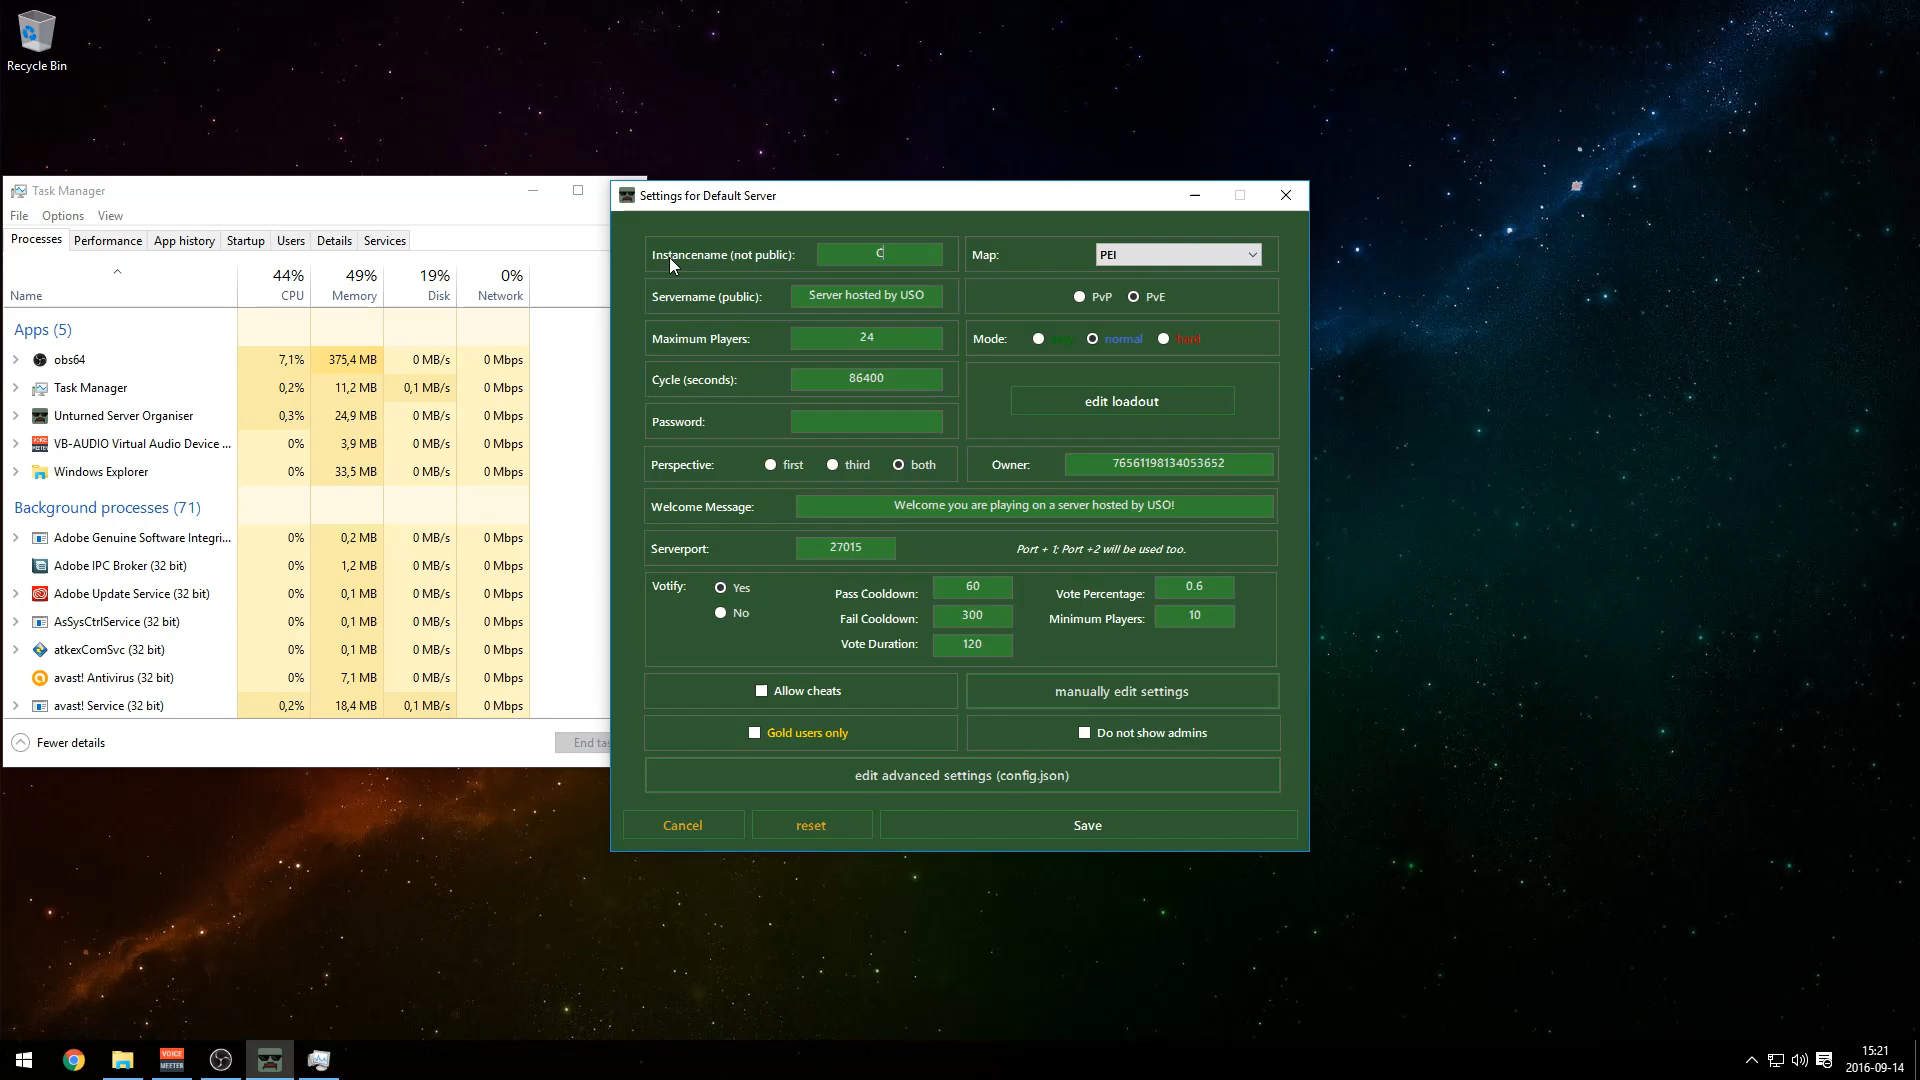 Recycle Bin
Task Manager
File Options View
Processes Performance App history Startup Users Details Services
44% 49% 19% 0%
Name CPU Memory Disk Network
Apps (5)
obs64 7,1% 375,4 MB 0 MB/s 0 Mbps
Task Manager 0,2% 11,2 MB 0,1 MB/s 0 Mbps
Unturned Server Organiser 0,3% 24,9 MB 0 MB/s 0 Mbps
VB-AUDIO Virtual Audio Device ... 0% 3,9 MB 0 MB/s 0 Mbps
Windows Explorer 0% 33,5 MB 0 MB/s 0 Mbps
Background processes (71)
Adobe Genuine Software Integri... 0% 0,2 MB 0 MB/s 0 Mbps
Adobe IPC Broker (32 bit) 0% 1,2 MB 0 MB/s 0 Mbps
Adobe Update Service (32 bit) 0% 0,1 MB 0 MB/s 0 Mbps
AsSysCtrlService (32 bit) 0% 0,1 MB 0 MB/s 0 Mbps
atkexComSvc (32 bit) 0% 0,1 MB 0 MB/s 0 Mbps
avast! Antivirus (32 bit) 0% 7,1 MB 0 MB/s 0 Mbps
avast! Service (32 bit) 0,2% 18,4 MB 0,1 MB/s 0 Mbps
Fewer details
End tas
Settings for Default Server
Instancename (not public): C
Map: PEI
Servername (public): Server hosted by USO
PvP PvE
Maximum Players: 24
Mode: easy normal hard
Cycle (seconds): 86400
edit loadout
Password:
Perspective: first third both
Owner: 76561198134053652
Welcome Message: Welcome you are playing on a server hosted by USO!
Serverport: 27015 Port + 1; Port +2 will be used too.
Votify: Yes
No
Pass Cooldown: 60
Fail Cooldown: 300
Vote Duration: 120
Vote Percentage: 0.6
Minimum Players: 10
Allow cheats
manually edit settings
Gold users only
Do not show admins
edit advanced settings (config.json)
Cancel reset Save
VOICE
MEETER
15:21
2016-09-14